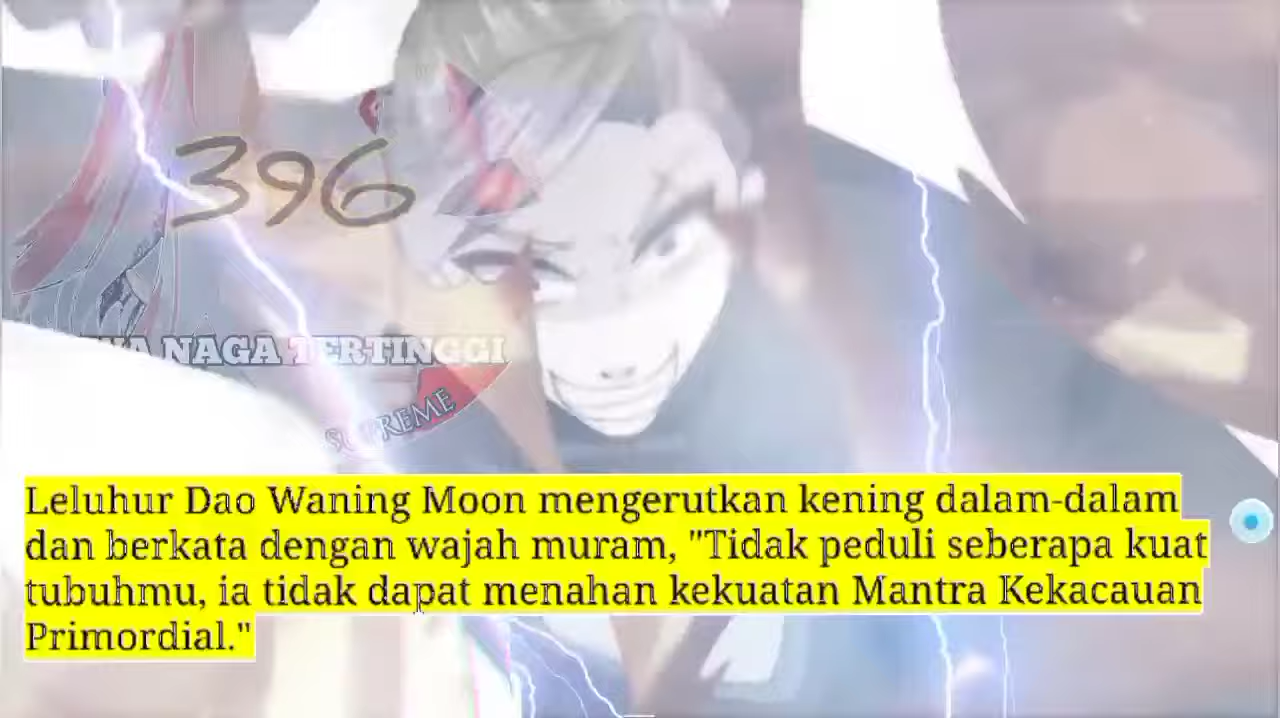 396
NAGA TERTINGGI
SUPREME
Leluhur Dao Waning Moon mengerutkan kening dalam-dalam
dan berkata dengan wajah muram, "Tidak peduli seberapa kuat
tubuhmu, ia tidak dapat menahan kekuatan Mantra Kekacauan
Primordial."